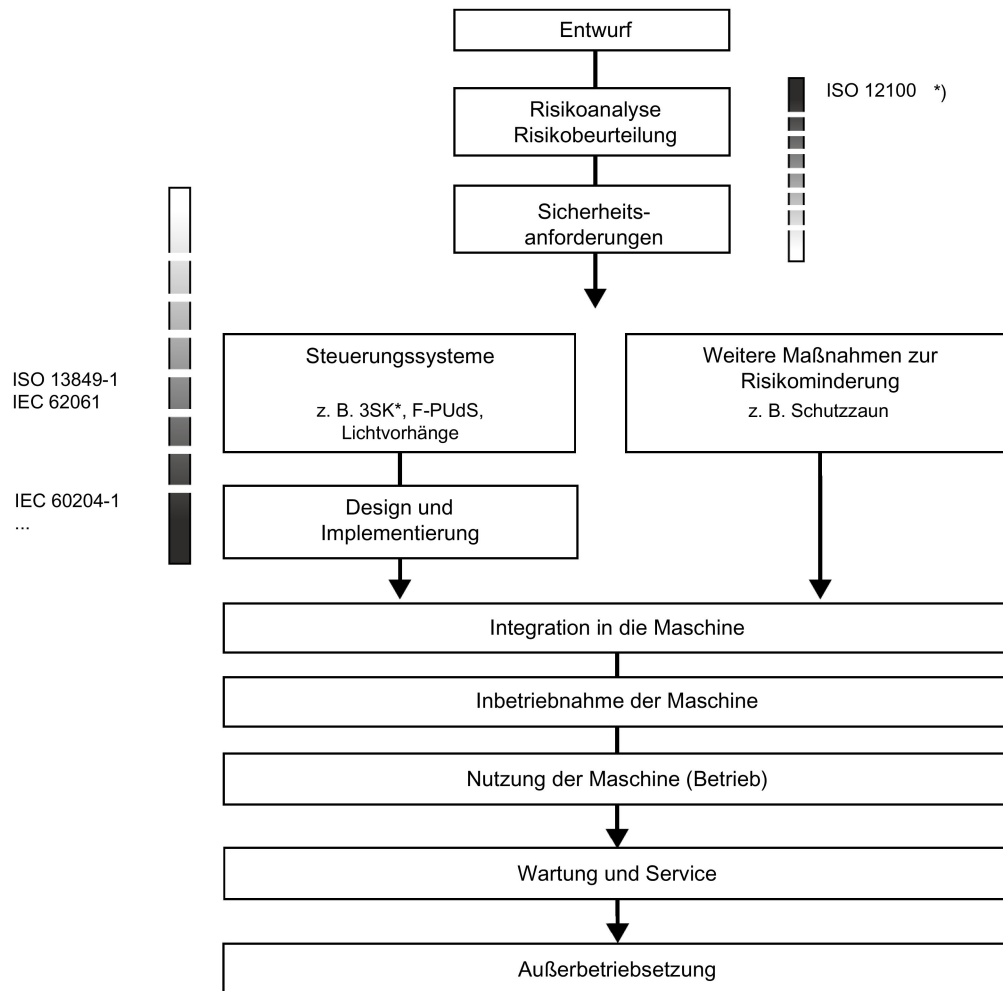 Entwurf
ISO 12100 *)
Risikoanalyse
Risikobeurteilung
Sicherheits-
anforderungen
ISO 13849-1
IEC 62061
IEC 60204-1
...
Steuerungssysteme
z. B. 3SK*, F-PUdS,
Lichtvorhänge
Weitere Maßnahmen zur
Risikominderung
z. B. Schutzzaun
Design und
Implementierung
Integration in die Maschine
Inbetriebnahme der Maschine
Nutzung der Maschine (Betrieb)
Wartung und Service
Außerbetriebsetzung